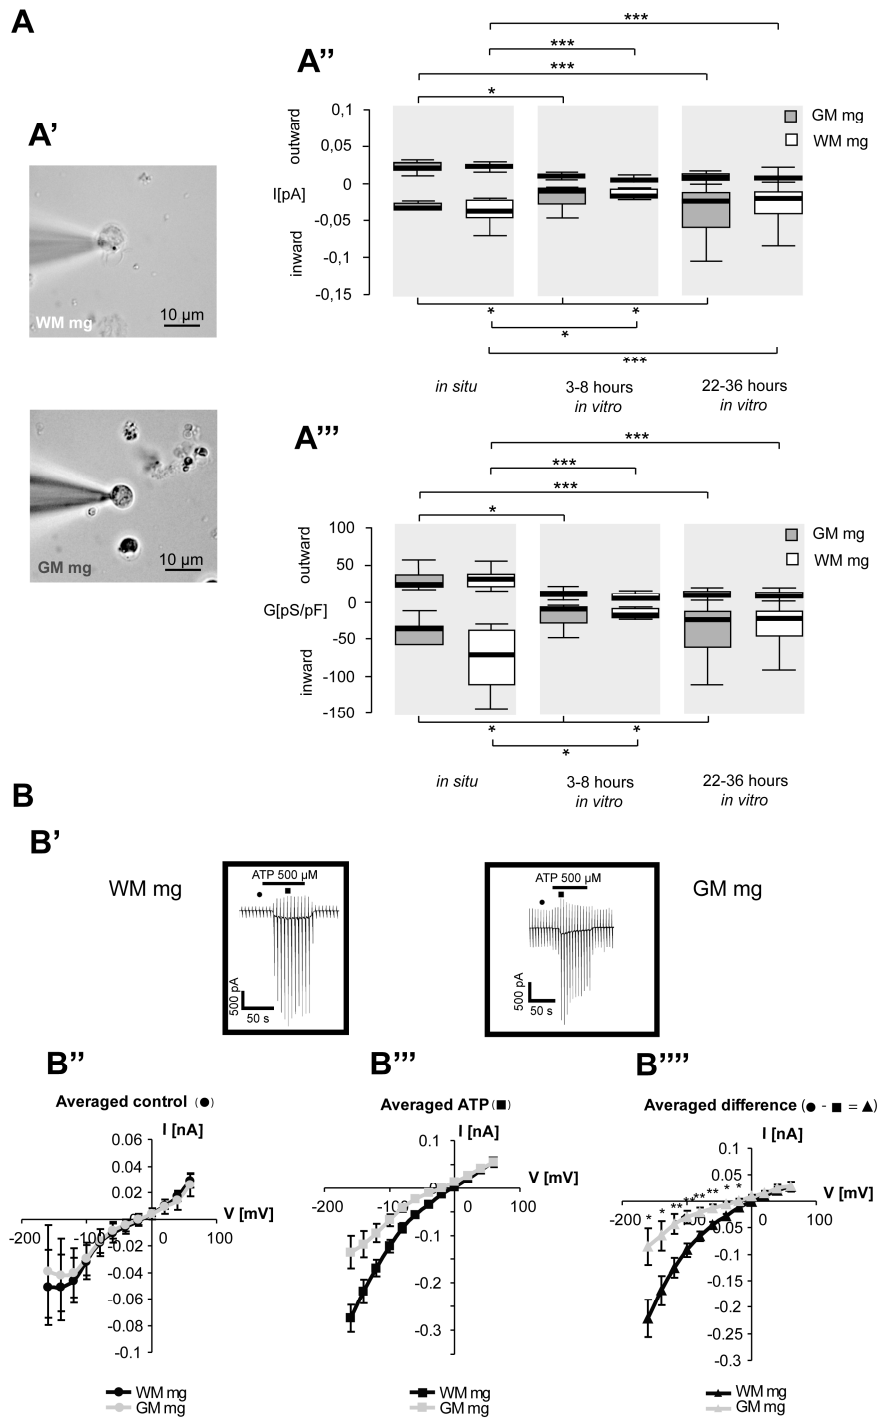 A
A’
WM mg
10 µm
GM mg
10 µm
A’’
***
***
***
*
outward
I[pA]
inward
0,1
0,05
0
-0,05
-0,1
-0,15
GM mg
WM mg
* *
*
***
in situ
3-8 hours
in vitro
22-36 hours
in vitro
A’’’
***
***
***
*
outward
G[pS/pF]
inward
100
50
0
-50
-100
-150
GM mg
WM mg
* *
*
in situ
3-8 hours
in vitro
22-36 hours
in vitro
B
B’
WM mg
ATP 500 µM
500 pA
50 s
ATP 500 µM
500 pA
50 s
GM mg
B’’
Averaged control (●)
I [nA]
V [mV]
0.06
0.04
0.02
-200 -100 0 100
-0.02
-0.04
-0.06
-0.08
-0.1
WM mg
GM mg
B’’’
Averaged ATP (■)
I [nA]
V [mV]
0.1
-200 -100 0 100
-0.1
-0.2
-0.3
WM mg
GM mg
B’’’’
Averaged difference (● - ■ = ▲)
I [nA]
V [mV]
0.1
0.05
* * ** ** ** ** * *
-200 -100 0 100
-0.05
-0.1
-0.15
-0.2
-0.25
-0.3
WM mg
GM mg